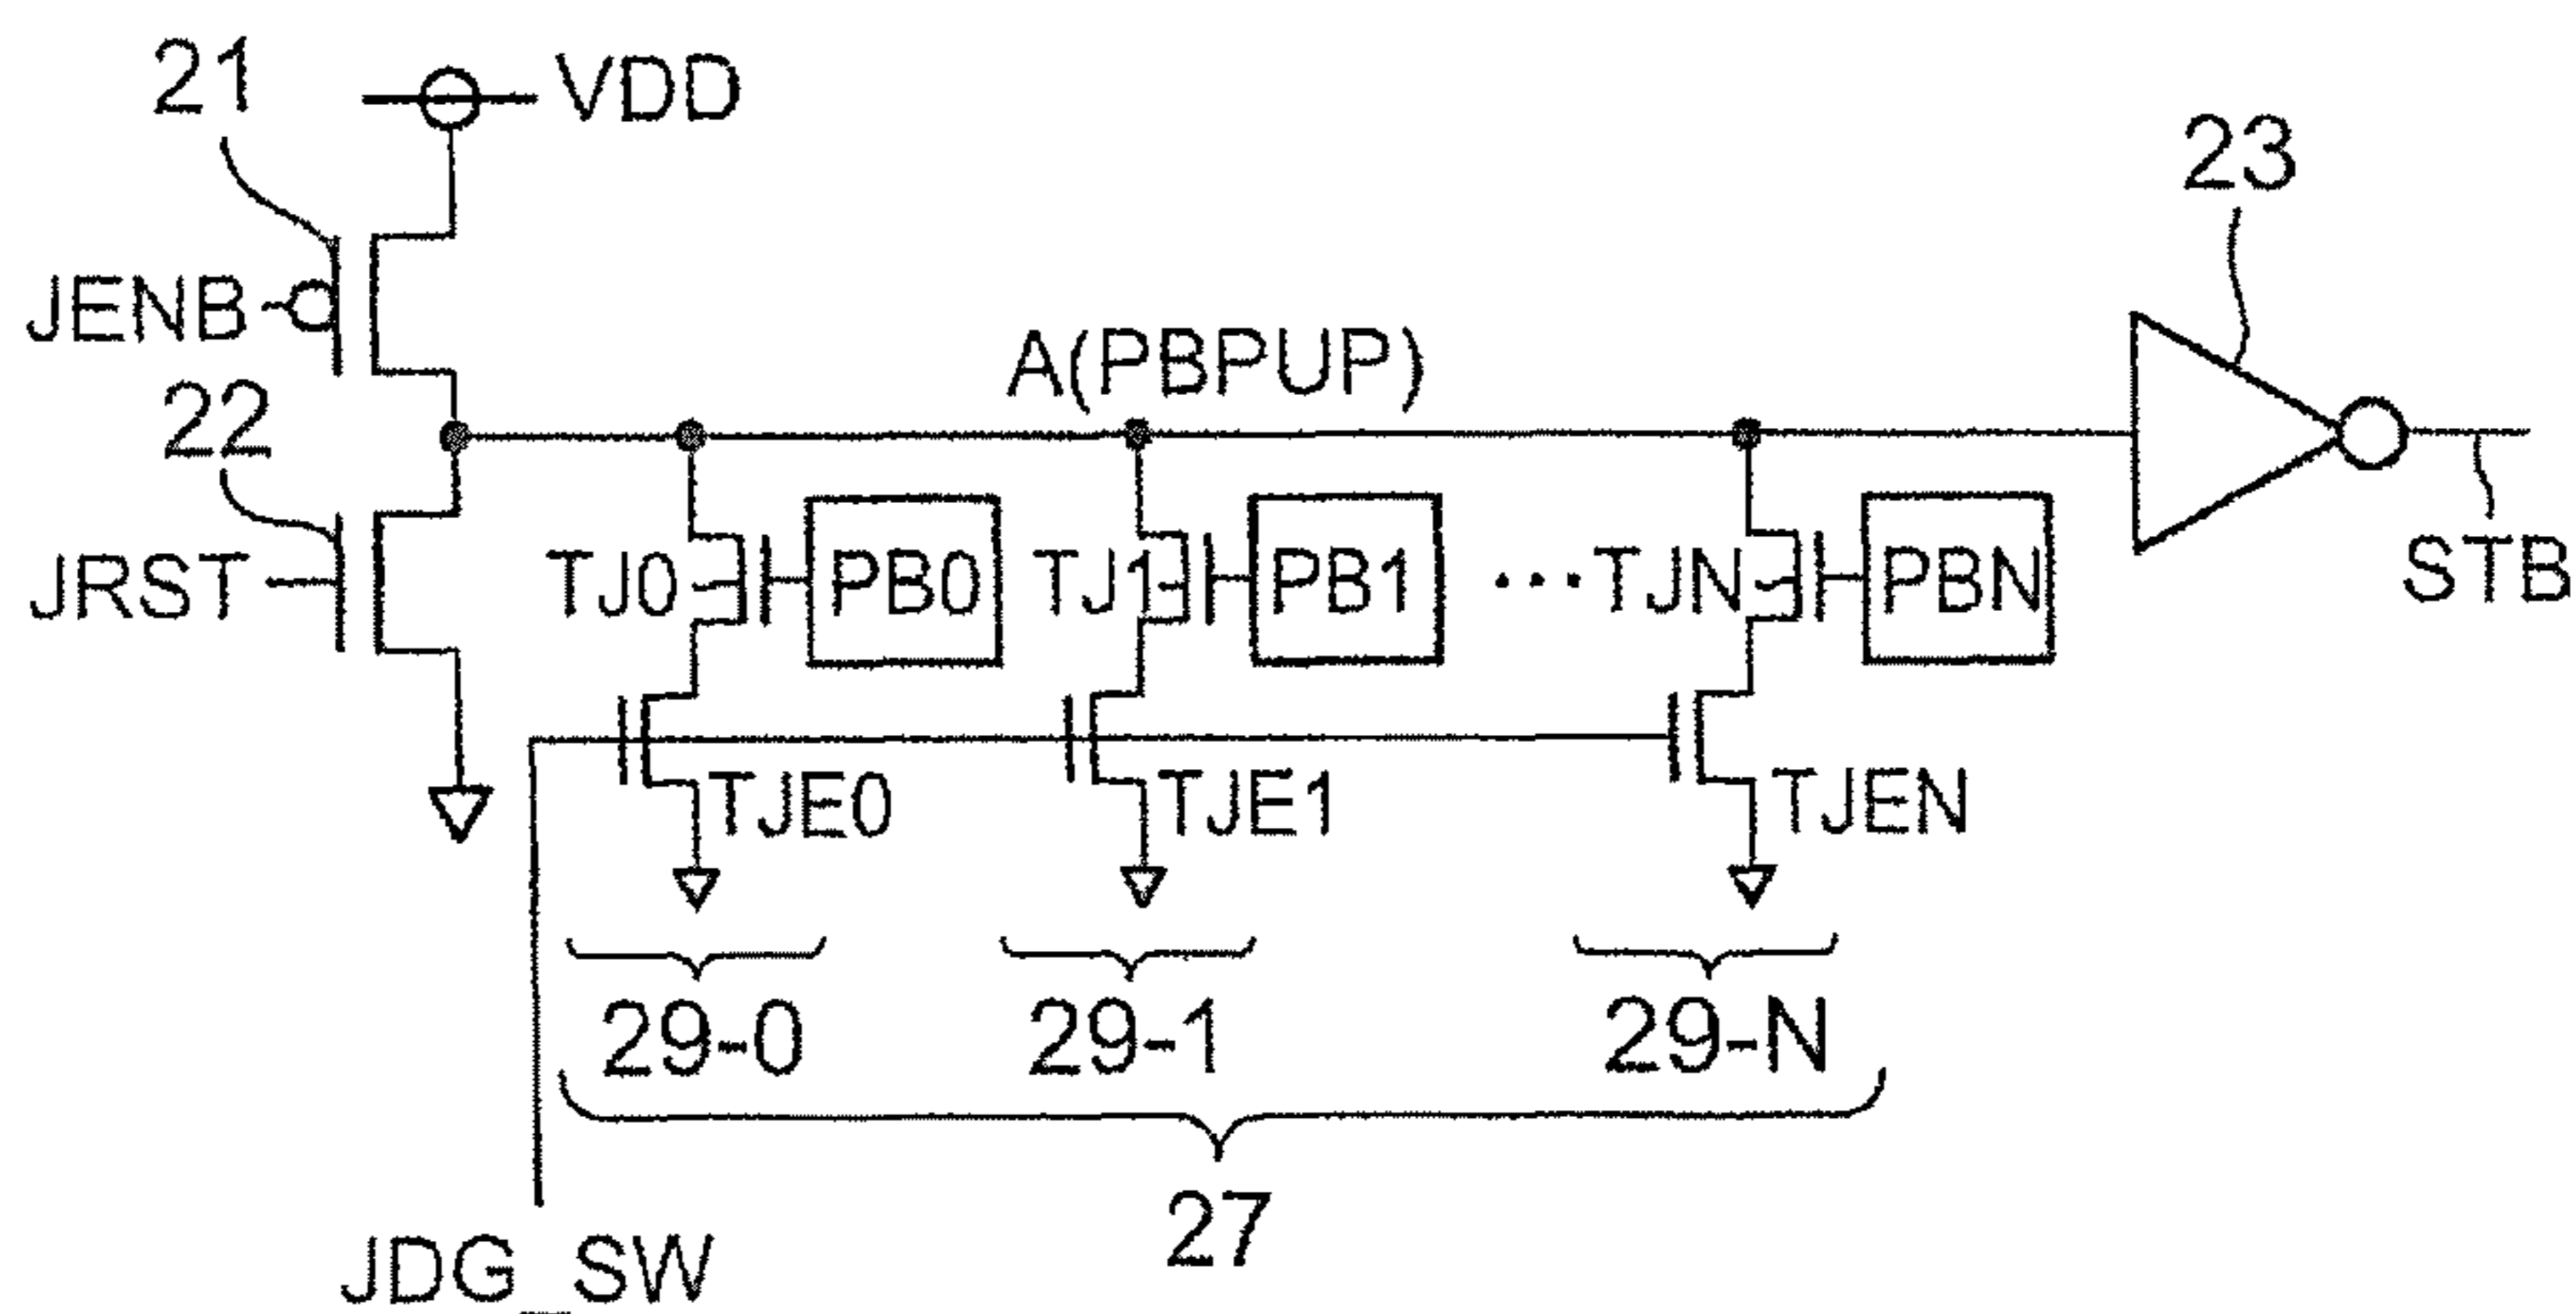 21
VDD
23
JENB
A(PBPUP)
22
JRST
TJ0
PB0
TJ1
PB1
...
TJN
PBN
STB
TJE0
TJE1
TJEN
29-0
29-1
29-N
27
JDG_SW